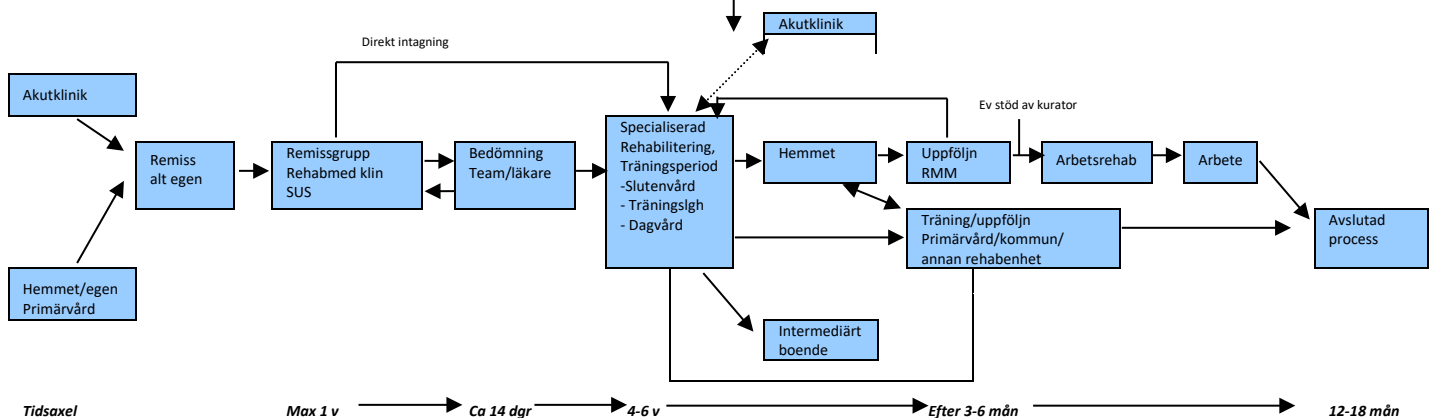 Akutklinik
Direkt intagning
Akutklinik
Ev stöd av kurator
Remiss
alt egen
Remissgrupp
Rehabmed klin
SUS
Bedömning
Team/läkare
Specialiserad
Rehabilitering,
Träningsperiod
-Slutenvård
- Träningslgh
- Dagvård
Hemmet
Uppföljn
RMM
Arbetsrehab
Arbete
Träning/uppföljn
Primärvård/kommun/
annan rehabenhet
Avslutad
process
Hemmet/egen
Primärvård
Intermediärt
boende
Tidsaxel Max 1 v Ca 14 dgr 4-6 v Efter 3-6 mån 12-18 mån